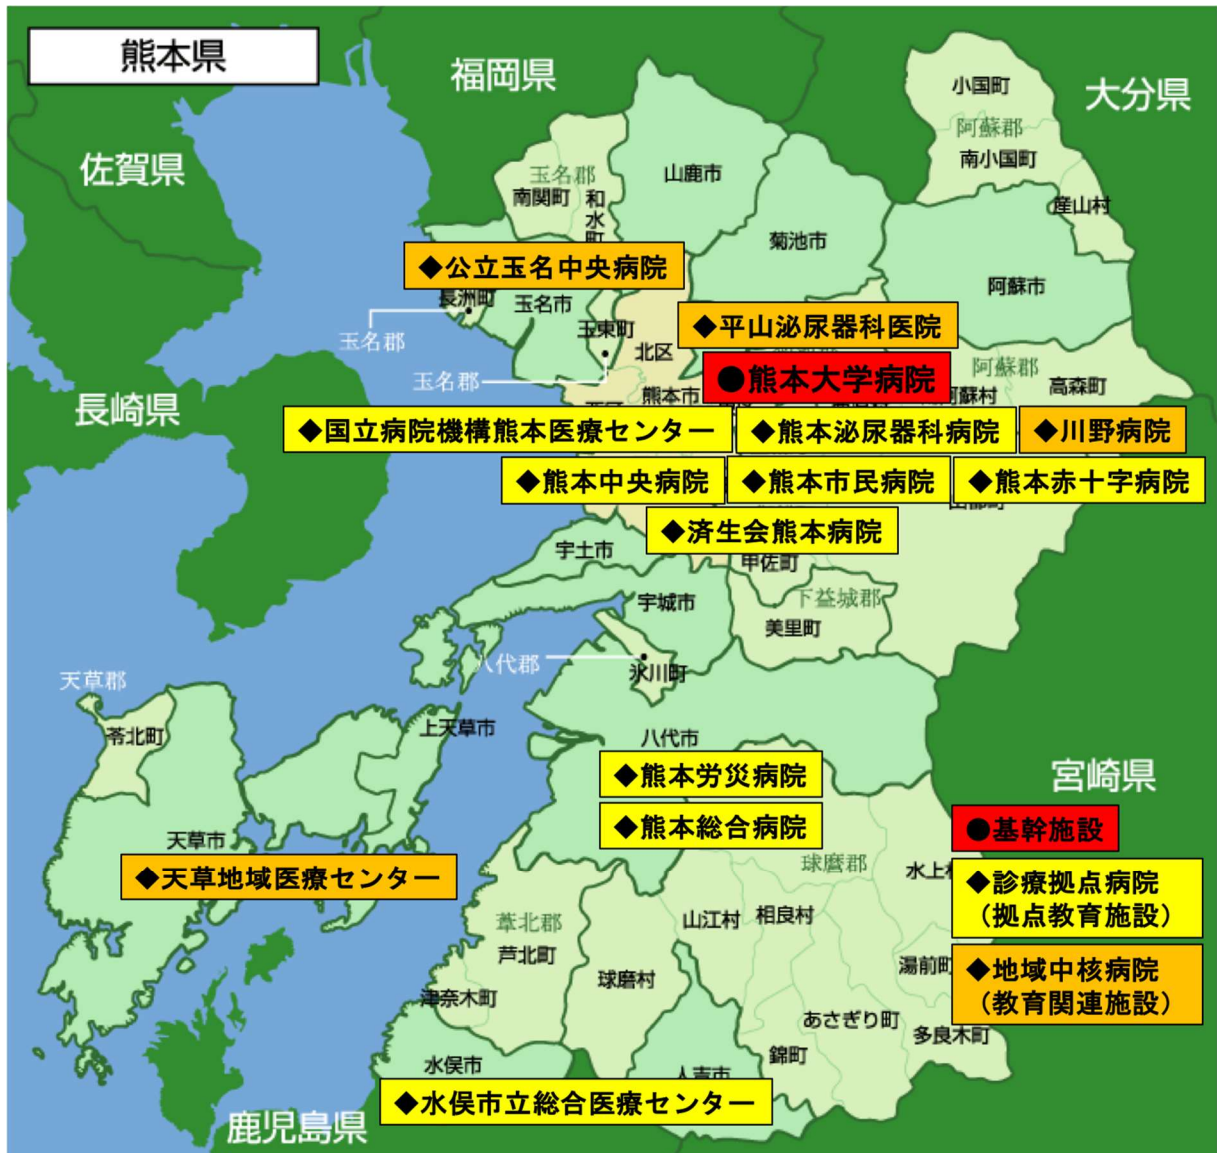 熊本県
福岡県
大分県
佐賀県
小国町
阿蘇郡
南小国町
産山村
山鹿市
玉名郡
南関町
和水町
菊池市
阿蘇市
◆公立玉名中央病院
長洲町
玉名市
玉名郡
玉東町
玉名郡
北区
◆平山泌尿器科医院
●熊本大学病院
阿蘇郡
高森町
熊本市
長崎県
◆国立病院機構熊本医療センター
◆熊本泌尿器科病院
◆川野病院
◆熊本中央病院
◆熊本市民病院
◆熊本赤十字病院
◆済生会熊本病院
宇土市
甲佐町
宇城市
下益城郡
美里町
八代郡
氷川町
天草郡
苓北町
上天草市
八代市
宮崎県
◆熊本労災病院
◆熊本総合病院
天草市
◆天草地域医療センター
球磨郡
水上村
●基幹施設
◆診療拠点病院
（拠点教育施設）
◆地域中核病院
（教育関連施設）
葦北郡
芦北町
山江村
相良村
湯前町
球磨村
津奈木町
あさぎり町
多良木町
錦町
水俣市
人吉市
◆水俣市立総合医療センター
鹿児島県